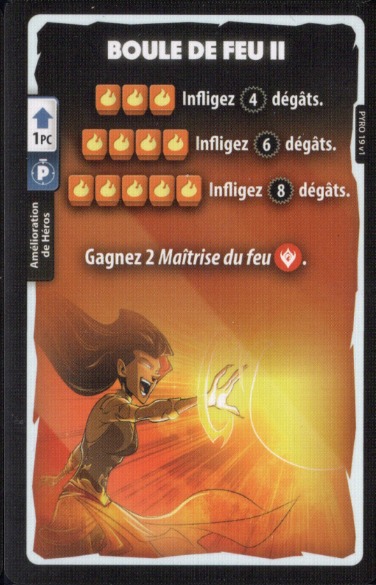 BOULE DE FEU II
Infligez 4 dégâts.
1PC
Infligez 6 dégâts.
P
Infligez 8 dégâts.
PYRO 19 v1
Amélioration
de Héros
Gagnez 2 Maîtrise du feu.